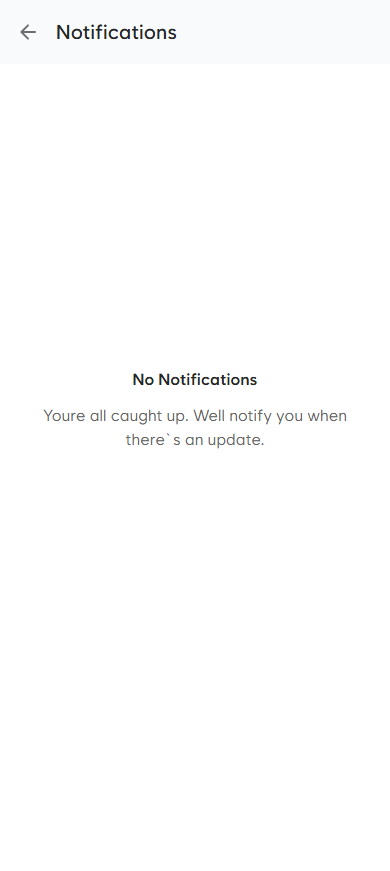 Notifications
No Notifications
Youre all caught up. Well notify you when
there`s an update.